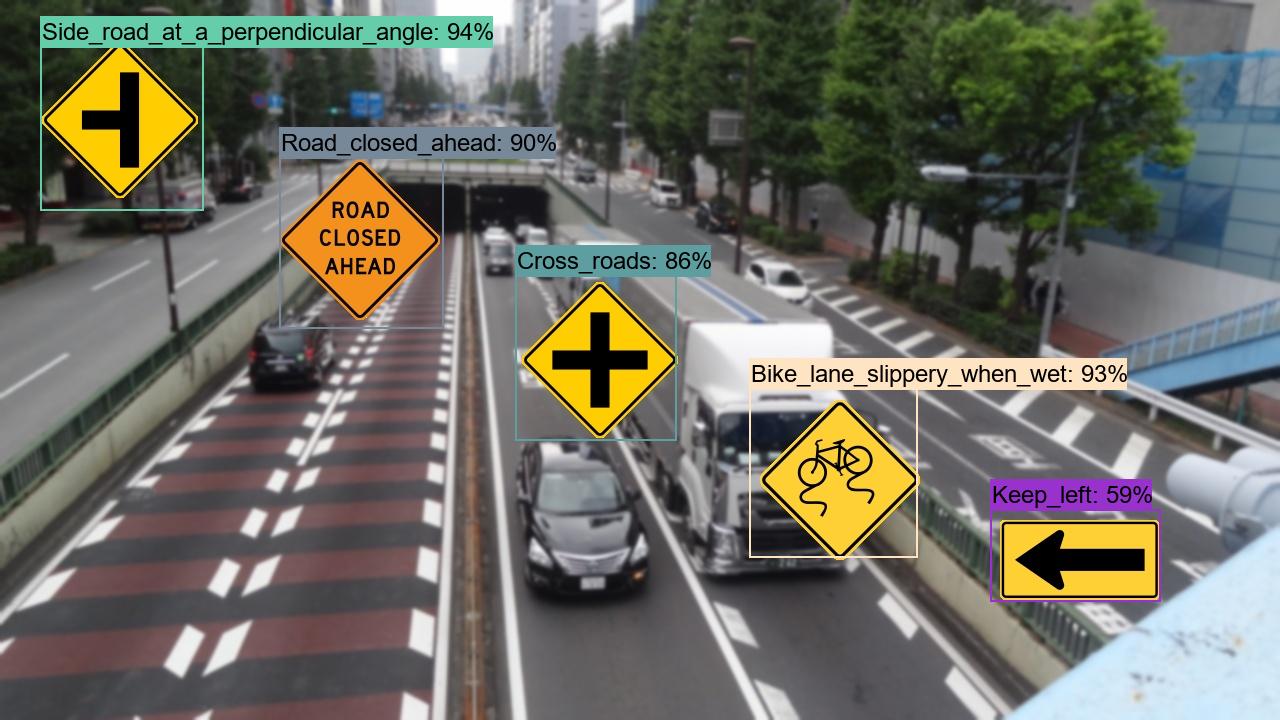 Side_road_at_a_perpendicular_angle: 94%
Road_closed_ahead: 90%
ROAD
CLOSED
AHEAD
Cross_roads: 86%
Bike_lane_slippery_when_wet: 93%
Keep_left: 59%